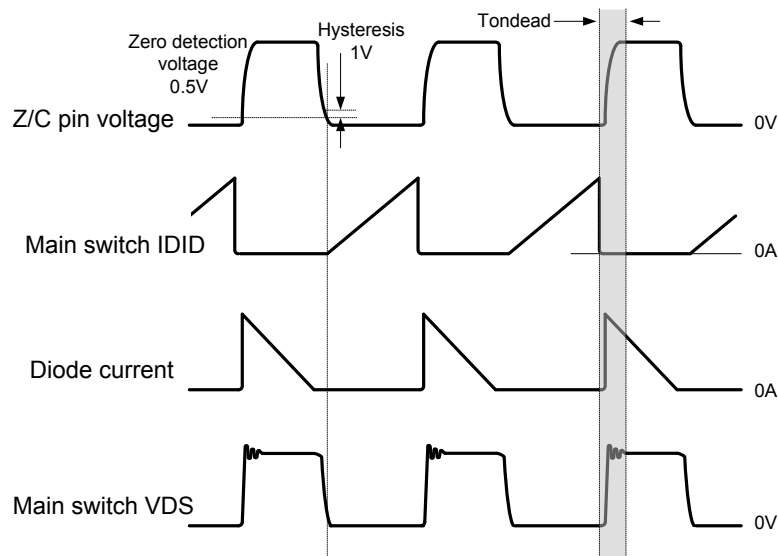 Tondead
Hysteresis
1V
Zero detection
voltage
0.5V
Z/C pin voltage
0V
Main switch IDID
0A
Diode current
0A
Main switch VDS
0V